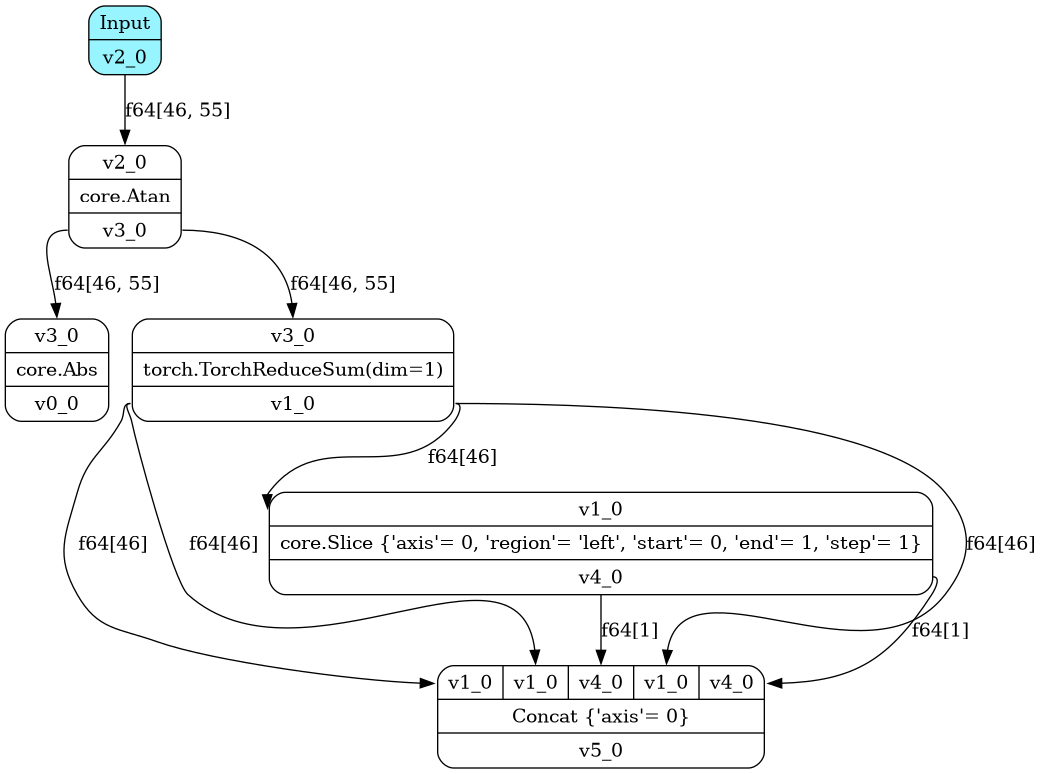 Input
v2_0
f64[46, 55]
v2_0
core.Atan
v3_0
f64[46, 55]
f64[46, 55]
v3_0
core.Abs
v0_0
v3_0
torch.TorchReduceSum(dim=1)
v1_0
f64[46]
v1_0
core.Slice {'axis'= 0, 'region'= 'left', 'start'= 0, 'end'= 1, 'step'= 1}
v4_0
f64[46]
f64[46]
f64[46]
f64[1]
f64[1]
v1_0 v1_0 v4_0 v1_0 v4_0
Concat {'axis'= 0}
v5_0